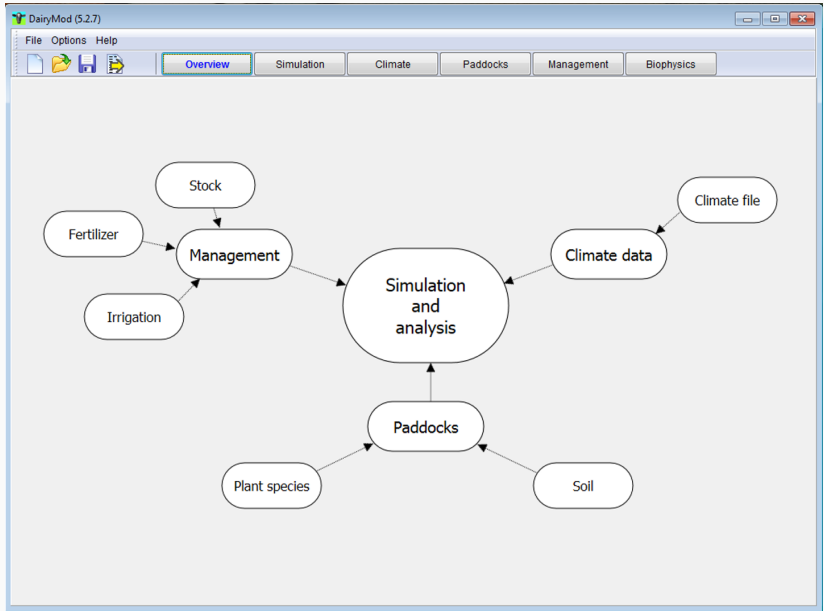 DairyMod (5.2.7)
File Options Help
Overview Simulation Climate Paddocks Management Biophysics
Stock
Climate file
Fertilizer
Management
Climate data
Simulation
and
analysis
Irrigation
Paddocks
Plant species
Soil